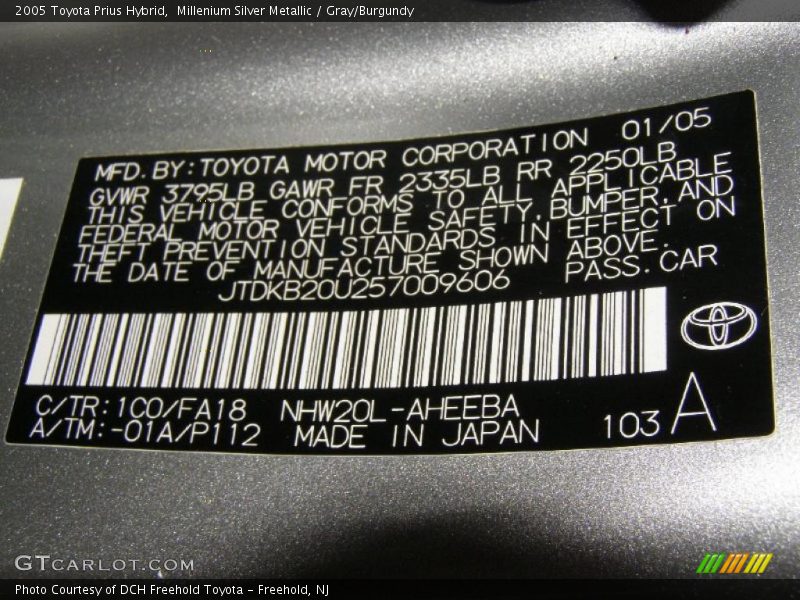 2005 Toyota Prius Hybrid, Millenium Silver Metallic / Gray/Burgundy
MFD. BY: TOYOTA MOTOR CORPORATION 01/05
GVWR 3795LB GAWR FR 2335LB RR 2250LB
THIS VEHICLE CONFORMS TO ALL APPLICABLE
FEDERAL MOTOR VEHICLE SAFETY, BUMPER, AND
THEFT PREVENTION STANDARDS IN EFFECT ON
THE DATE OF MANUFACTURE SHOWN ABOVE.
JTDKB20U257009606 PASS. CAR
C/TR: 1C0/FA18 NHW20L-AHEEBA
A/TM: -01A/P112 MADE IN JAPAN 103 A
GTCARLOT.COM
Photo Courtesy of DCH Freehold Toyota - Freehold, NJ